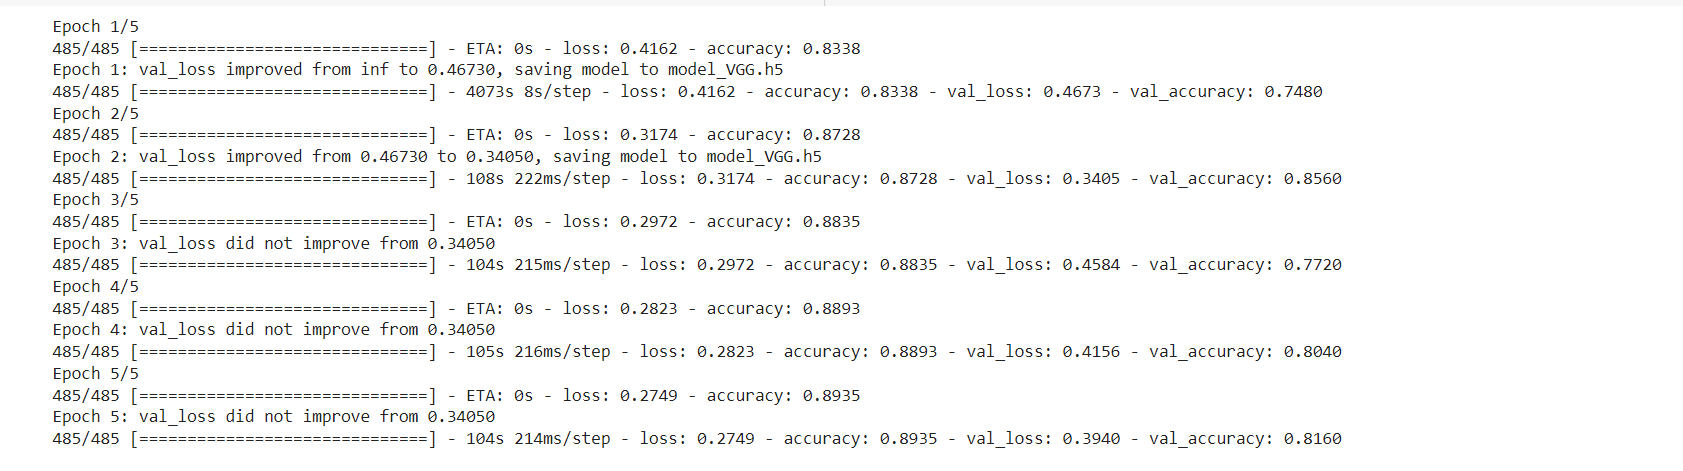 Epoch 1/5
485/485 [==============================] - ETA: 0s - loss: 0.4162 - accuracy: 0.8338
Epoch 1: val_loss improved from inf to 0.46730, saving model to model_VGG.h5
485/485 [==============================] - 4073s 8s/step - loss: 0.4162 - accuracy: 0.8338 - val_loss: 0.4673 - val_accuracy: 0.7480
Epoch 2/5
485/485 [==============================] - ETA: 0s - loss: 0.3174 - accuracy: 0.8728
Epoch 2: val_loss improved from 0.46730 to 0.34050, saving model to model_VGG.h5
485/485 [==============================] - 108s 222ms/step - loss: 0.3174 - accuracy: 0.8728 - val_loss: 0.3405 - val_accuracy: 0.8560
Epoch 3/5
485/485 [==============================] - ETA: 0s - loss: 0.2972 - accuracy: 0.8835
Epoch 3: val_loss did not improve from 0.34050
485/485 [==============================] - 104s 215ms/step - loss: 0.2972 - accuracy: 0.8835 - val_loss: 0.4584 - val_accuracy: 0.7720
Epoch 4/5
485/485 [==============================] - ETA: 0s - loss: 0.2823 - accuracy: 0.8893
Epoch 4: val_loss did not improve from 0.34050
485/485 [==============================] - 105s 216ms/step - loss: 0.2823 - accuracy: 0.8893 - val_loss: 0.4156 - val_accuracy: 0.8040
Epoch 5/5
485/485 [==============================] - ETA: 0s - loss: 0.2749 - accuracy: 0.8935
Epoch 5: val_loss did not improve from 0.34050
485/485 [==============================] - 104s 214ms/step - loss: 0.2749 - accuracy: 0.8935 - val_loss: 0.3940 - val_accuracy: 0.8160